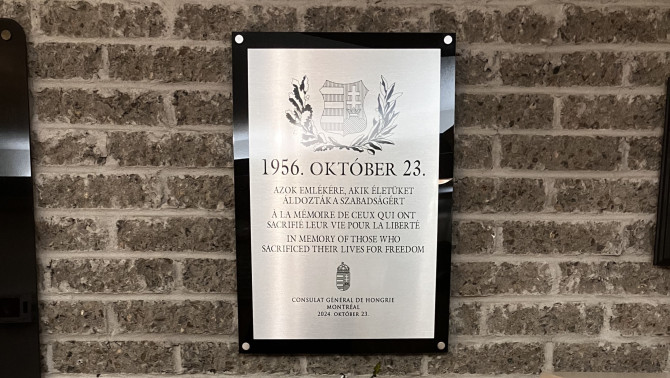 1956. OKTÓBER 23.
AZOK EMLÉKÉRE, AKIK ÉLETÜKET
ÁLDOZTÁK A SZABADSÁGÉRT
À LA MÉMOIRE DE CEUX QUI ONT
SACRIFIÉ LEUR VIE POUR LA LIBERTÉ
IN MEMORY OF THOSE WHO
SACRIFICED THEIR LIVES FOR FREEDOM
CONSULAT GÉNÉRAL DE HONGRIE
MONTRÉAL
2024 OKTÓBER 23.